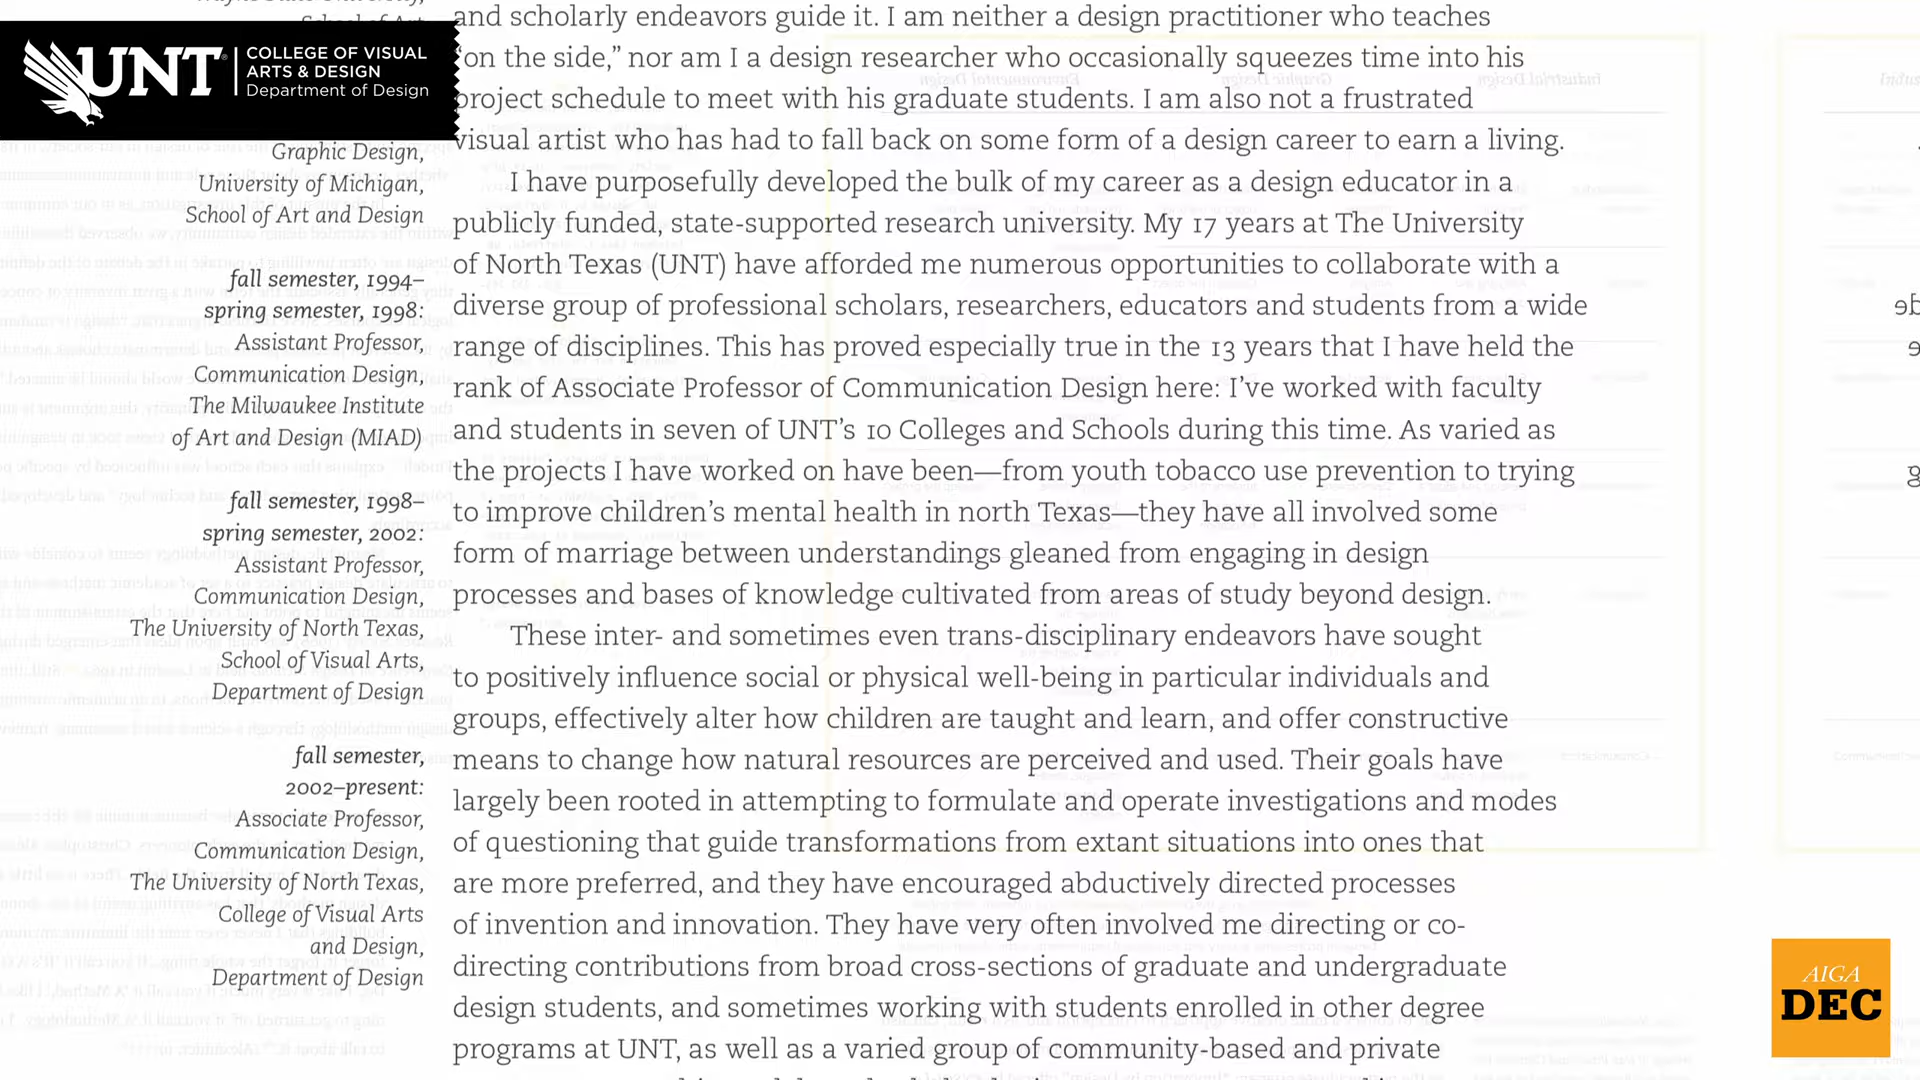 School of Art
UNT
COLLEGE OF VISUAL
ARTS & DESIGN
Department of Design
Graphic Design,
University of Michigan,
School of Art and Design
fall semester, 1994–
spring semester, 1998:
Assistant Professor,
Communication Design,
The Milwaukee Institute
of Art and Design (MIAD)
fall semester, 1998–
spring semester, 2002:
Assistant Professor,
Communication Design,
The University of North Texas,
School of Visual Arts,
Department of Design
fall semester,
2002–present:
Associate Professor,
Communication Design,
The University of North Texas,
College of Visual Arts
and Design,
Department of Design
and scholarly endeavors guide it. I am neither a design practitioner who teaches
“on the side,” nor am I a design researcher who occasionally squeezes time into his
project schedule to meet with his graduate students. I am also not a frustrated
visual artist who has had to fall back on some form of a design career to earn a living.
I have purposefully developed the bulk of my career as a design educator in a
publicly funded, state-supported research university. My 17 years at The University
of North Texas (UNT) have afforded me numerous opportunities to collaborate with a
diverse group of professional scholars, researchers, educators and students from a wide
range of disciplines. This has proved especially true in the 13 years that I have held the
rank of Associate Professor of Communication Design here: I’ve worked with faculty
and students in seven of UNT’s 10 Colleges and Schools during this time. As varied as
the projects I have worked on have been—from youth tobacco use prevention to trying
to improve children’s mental health in north Texas—they have all involved some
form of marriage between understandings gleaned from engaging in design
processes and bases of knowledge cultivated from areas of study beyond design.
These inter- and sometimes even trans-disciplinary endeavors have sought
to positively influence social or physical well-being in particular individuals and
groups, effectively alter how children are taught and learn, and offer constructive
means to change how natural resources are perceived and used. Their goals have
largely been rooted in attempting to formulate and operate investigations and modes
of questioning that guide transformations from extant situations into ones that
are more preferred, and they have encouraged abductively directed processes
of invention and innovation. They have very often involved me directing or co-
directing contributions from broad cross-sections of graduate and undergraduate
design students, and sometimes working with students enrolled in other degree
programs at UNT, as well as a varied group of community-based and private
AIGA
DEC